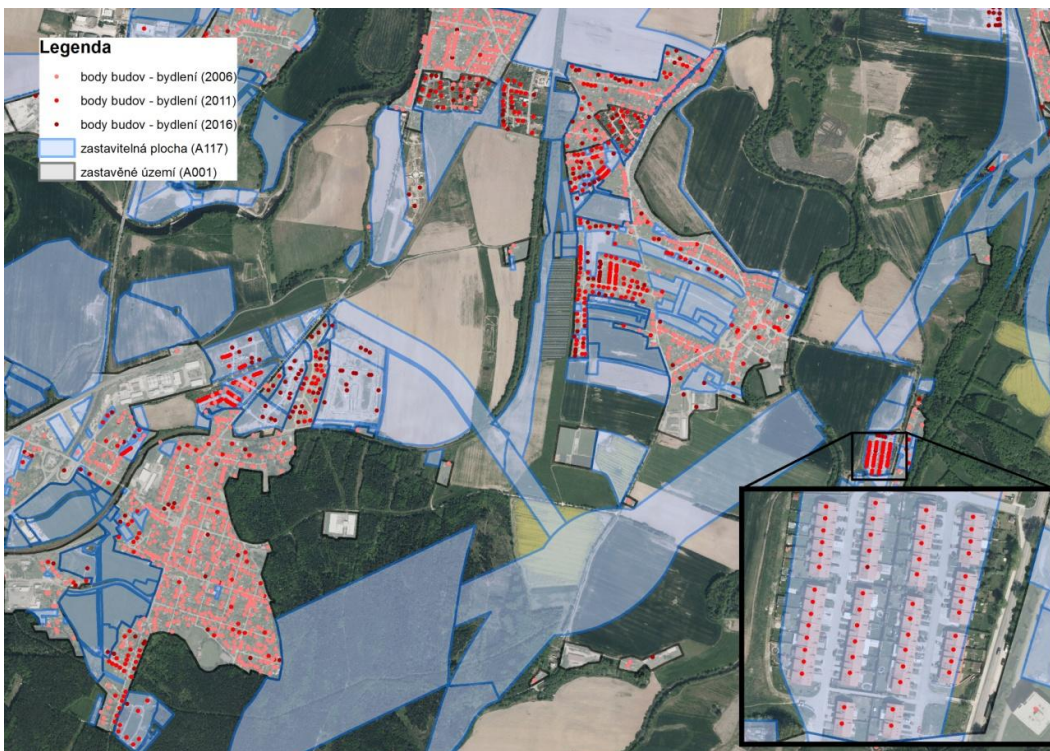 Legenda
body budov - bydlení (2006)
body budov - bydlení (2011)
body budov - bydlení (2016)
zastavitelná plocha (A117)
zastavěné území (A001)